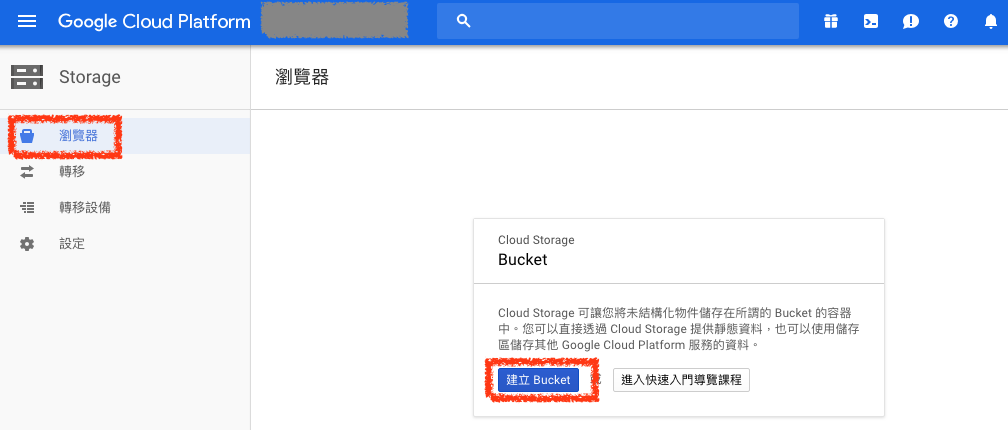 Google Cloud Platform
Storage
瀏覽器
瀏覽器
轉移
轉移設備
設定
Cloud Storage
Bucket
Cloud Storage 可讓您將未結構化物件儲存在所謂的 Bucket 的容器
中。您可以直接透過 Cloud Storage 提供靜態資料，也可以使用儲存
區儲存其他 Google Cloud Platform 服務的資料。
建立 Bucket 進入快速入門導覽課程